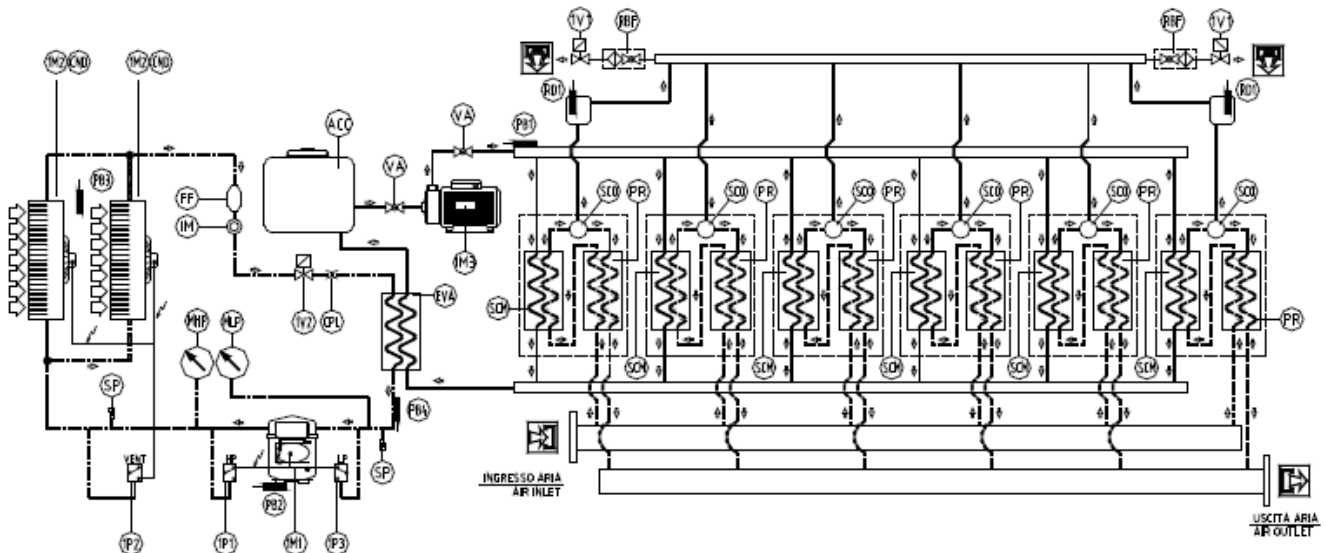 1V1
RBF
RBF
1V1
1M2
CND
1M2
CND
RD1
RD1
ACC
VA
PB1
VA
PB3
FF
IM
SCO
PR
SCO
PR
SCO
PR
SCO
PR
SCO
PR
SCO
1M3
EVA
1V2
CPL
SCM
SCM
SCM
SCM
SCM
SCM
PR
MHP
MLP
SP
PB4
SP
VENT
HP
LP
PB2
1P2
1P1
1M1
1P3
INGRESSO ARIA
AIR INLET
USCITA ARIA
AIR OUTLET